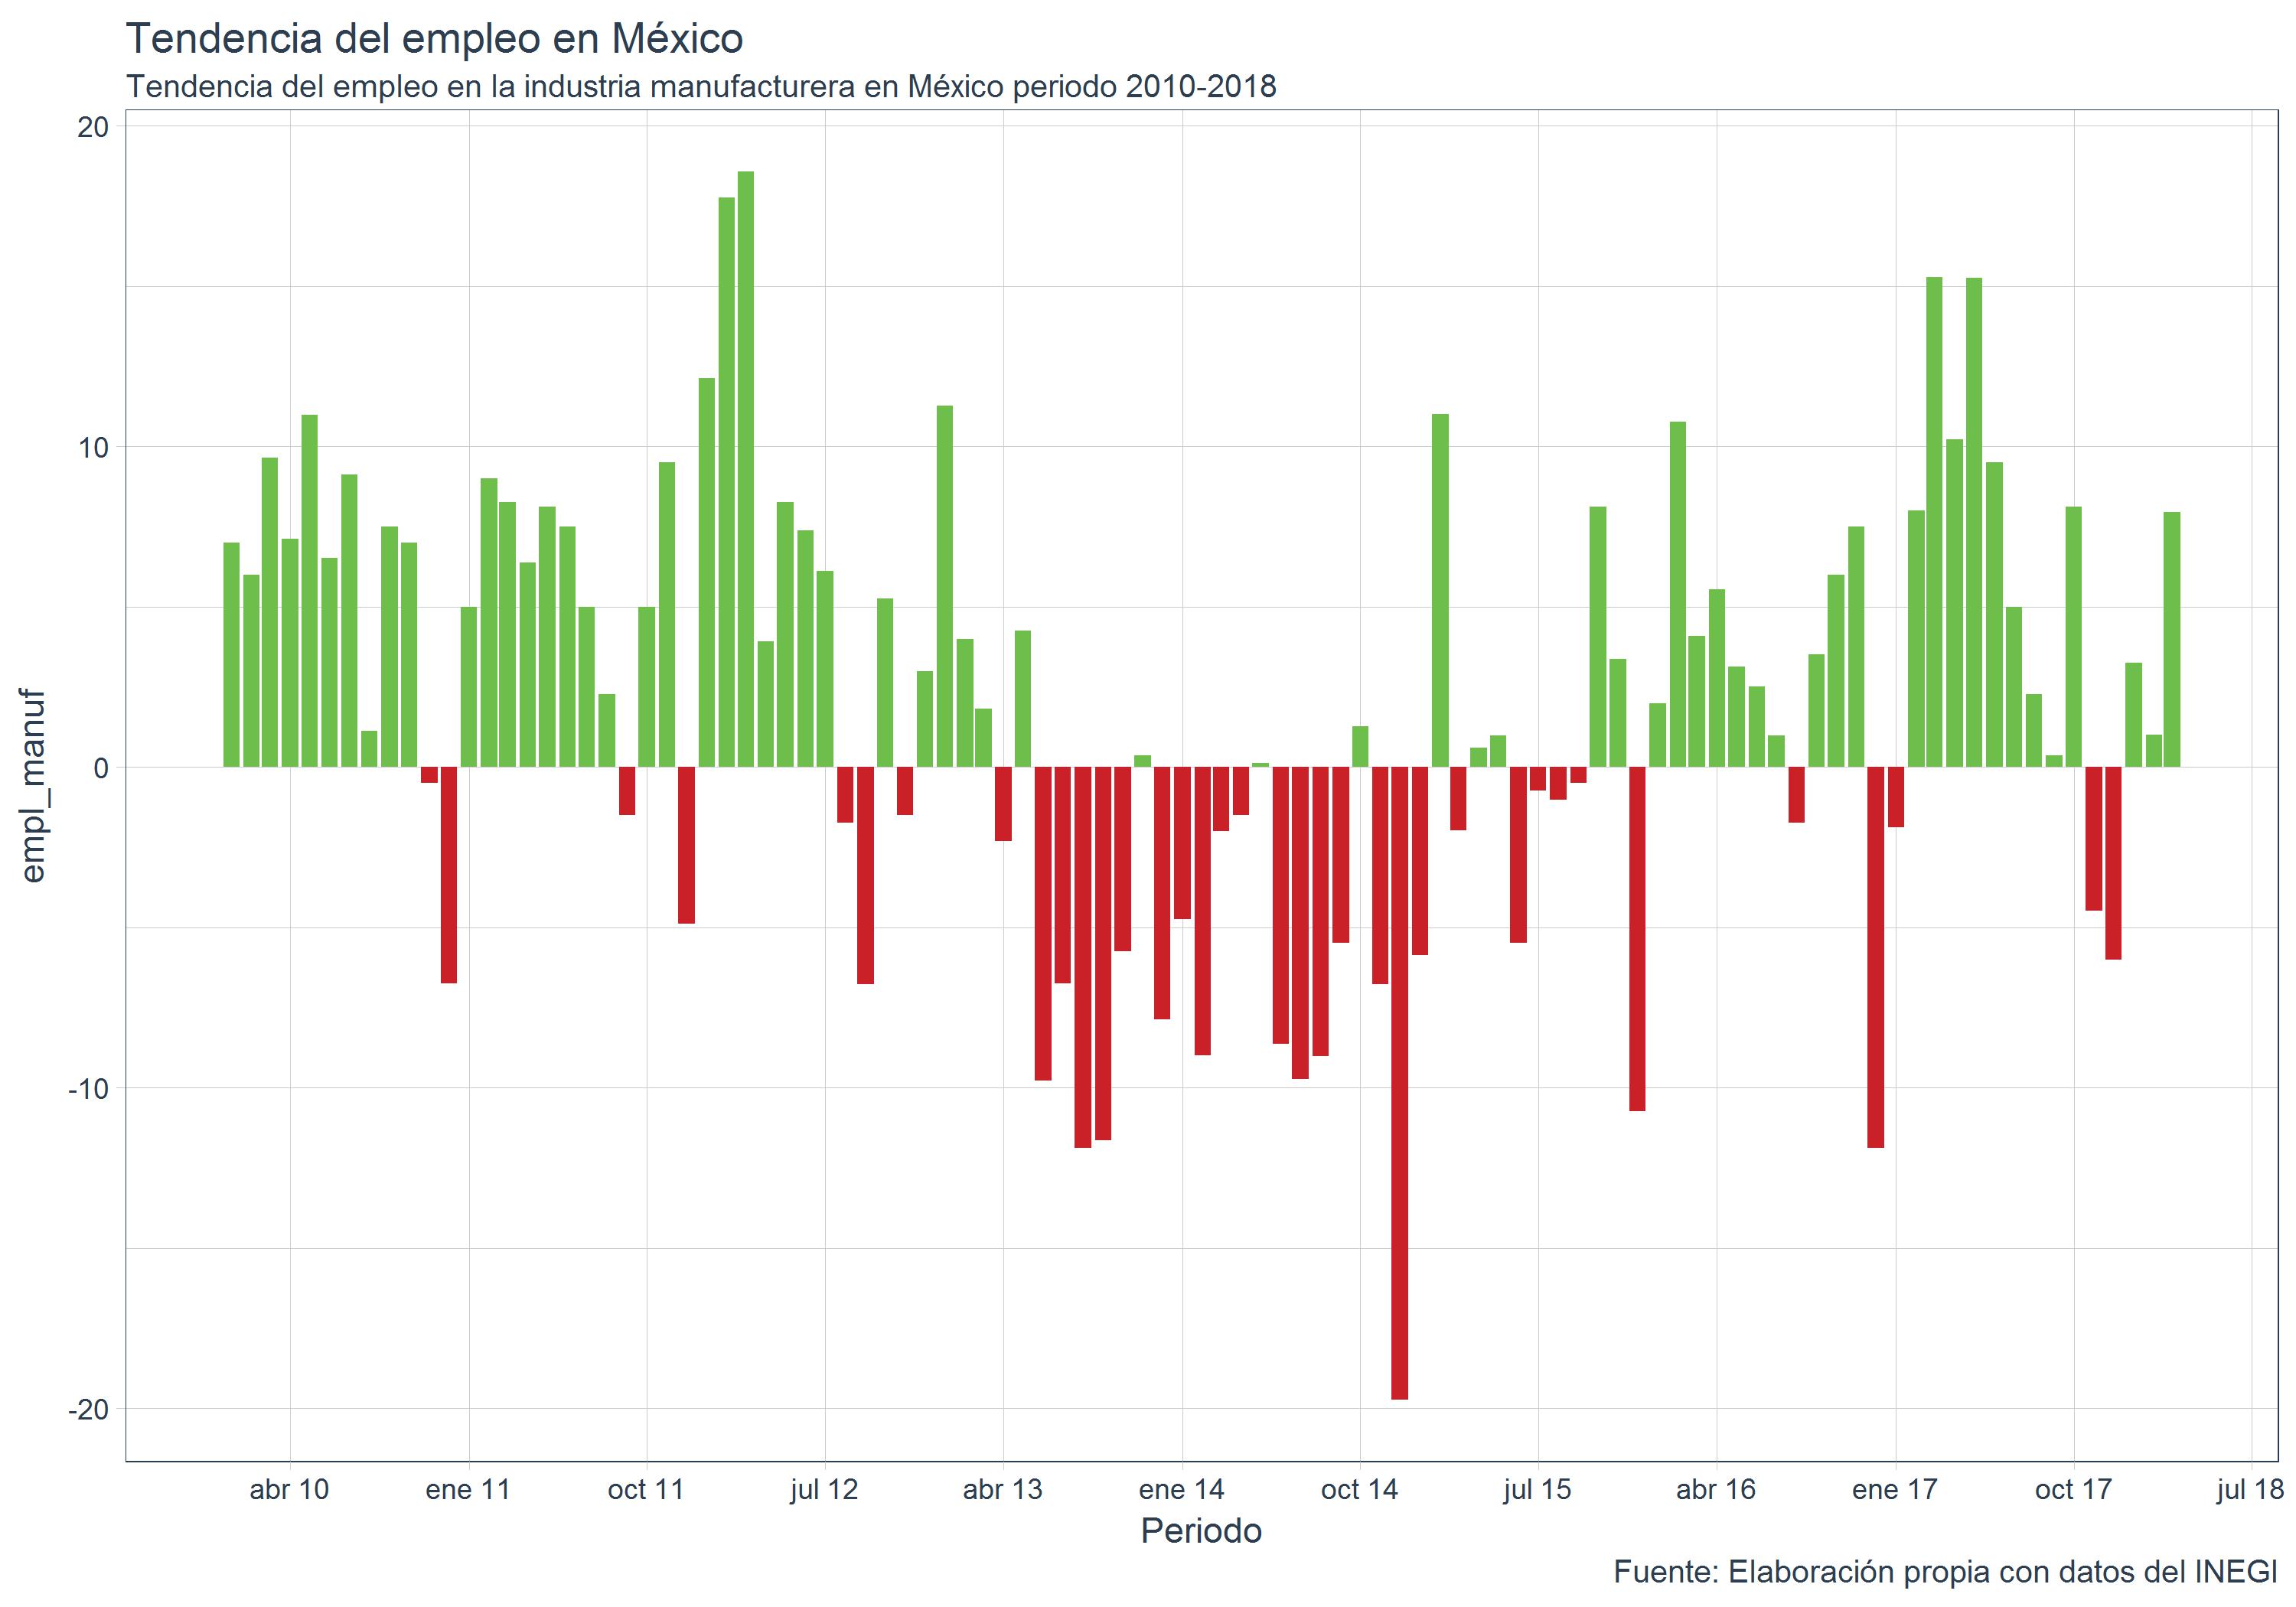 Tendencia del empleo en México
Tendencia del empleo en la industria manufacturera en México periodo 2010-2018
20
10
0
-10
-20
empl_manuf
abr 10 ene 11 oct 11 jul 12 abr 13 ene 14 oct 14 jul 15 abr 16 ene 17 oct 17 jul 18
Periodo
Fuente: Elaboración propia con datos del INEGI